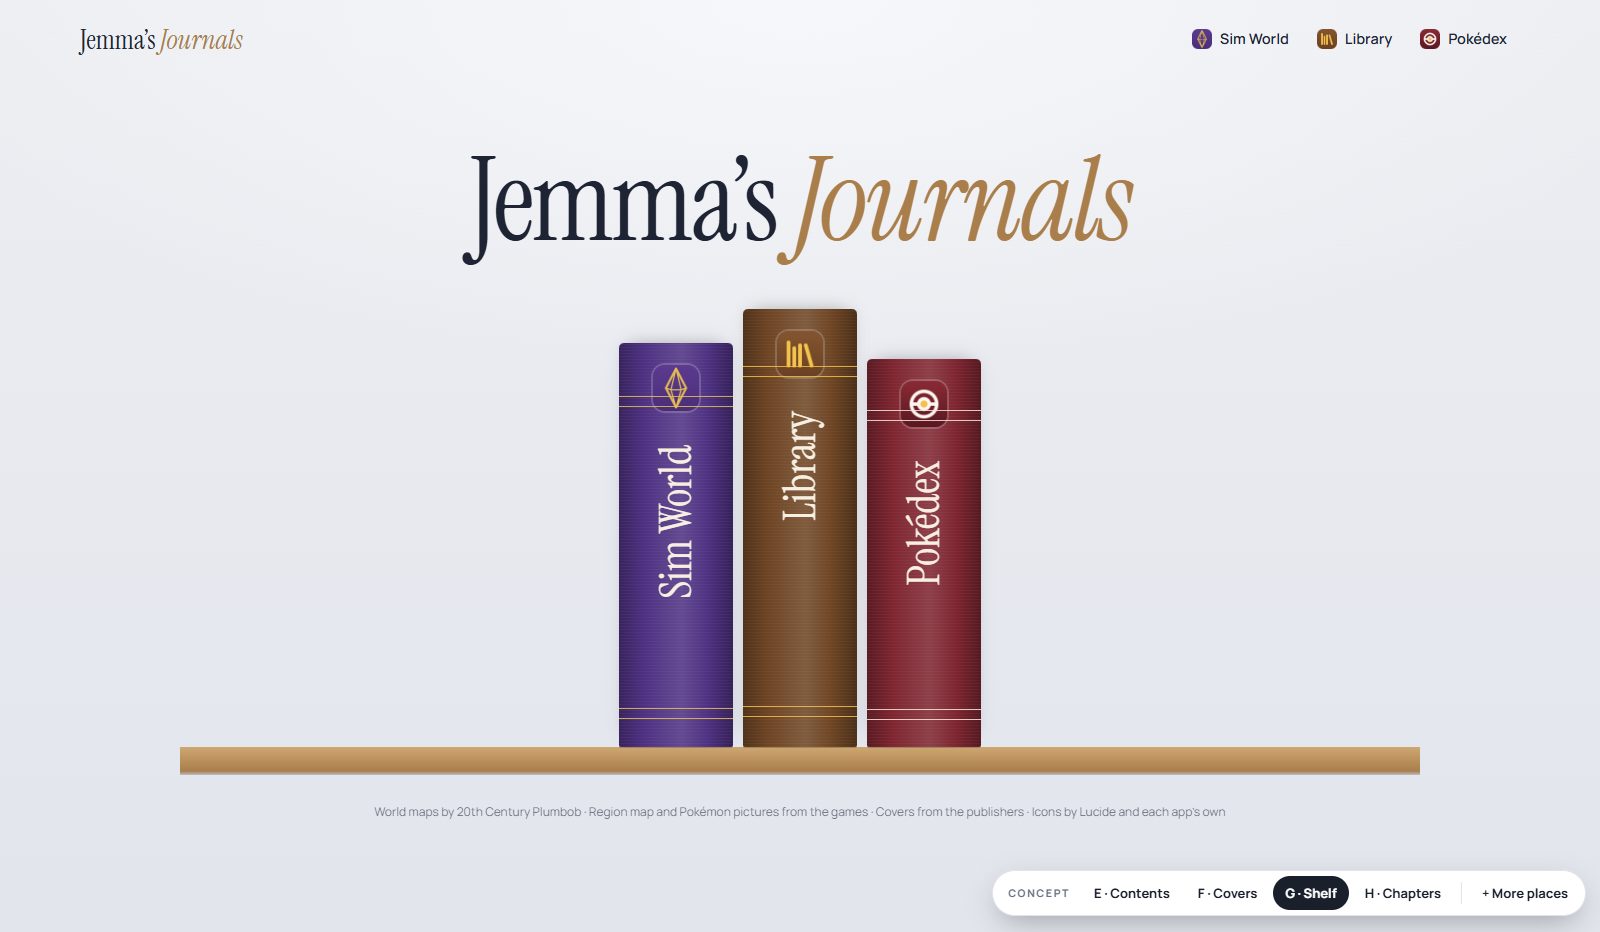 Jemma’s Journals
Sim World
Library
Pokédex
Jemma’s Journals
Sim World
Library
Pokédex
World maps by 20th Century Plumbob · Region map and Pokémon pictures from the games · Covers from the publishers · Icons by Lucide and each app's own
CONCEPT E · Contents F · Covers G · Shelf H · Chapters + More places